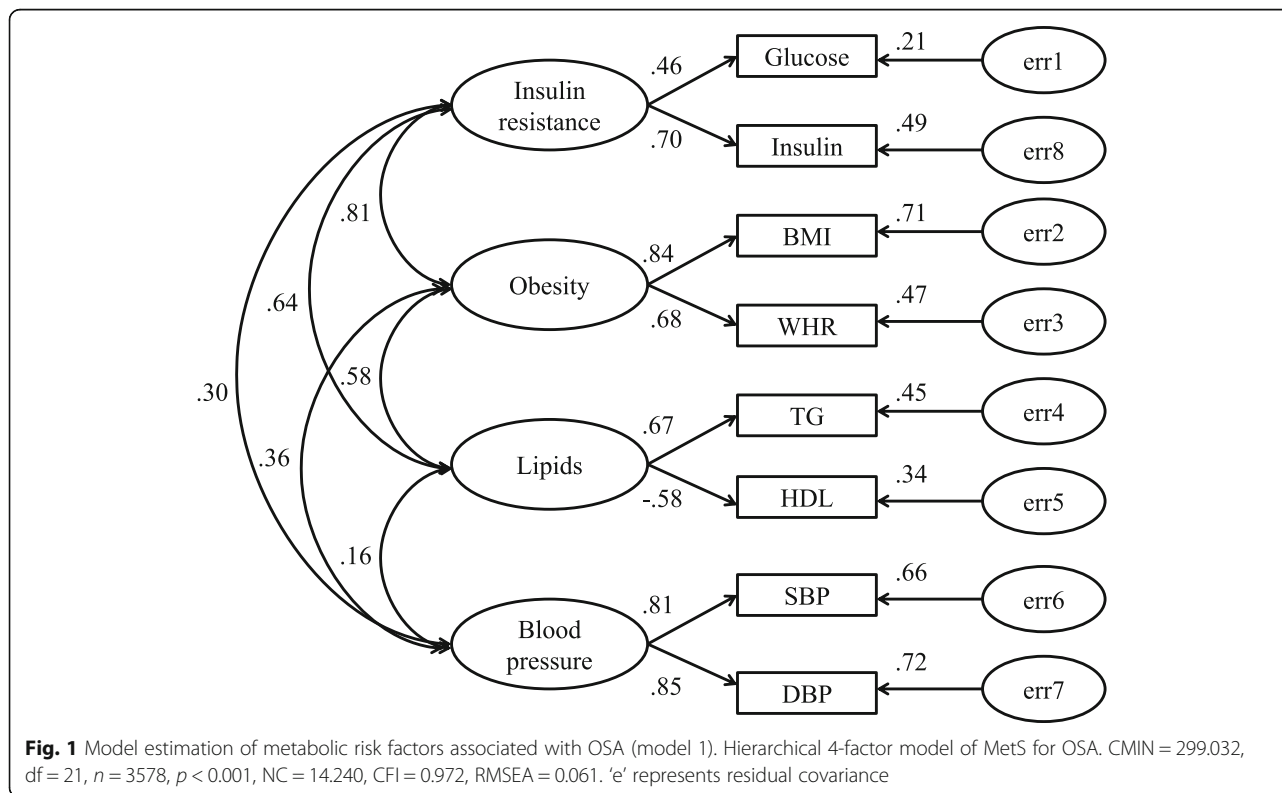 .46
Glucose
.21
err1
Insulin
resistance
.70
Insulin
.49
err8
.81
.84
BMI
.71
err2
Obesity
.68
WHR
.47
err3
.64
.58
.30
.67
TG
.45
err4
.36
Lipids
-.58
HDL
.34
err5
.16
.81
SBP
.66
err6
Blood
pressure
.85
DBP
.72
err7
Fig. 1 Model estimation of metabolic risk factors associated with OSA (model 1). Hierarchical 4-factor model of MetS for OSA. CMIN = 299.032,
df = 21, n = 3578, p < 0.001, NC = 14.240, CFI = 0.972, RMSEA = 0.061. ‘e’ represents residual covariance